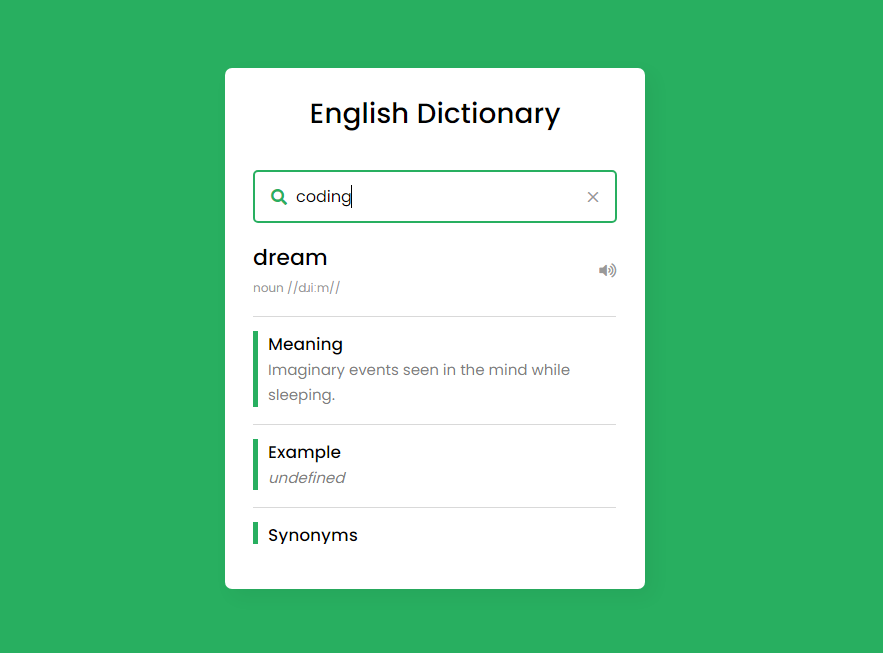 English Dictionary
coding
dream
noun //dɹiːm//
Meaning
Imaginary events seen in the mind while
sleeping.
Example
undefined
Synonyms